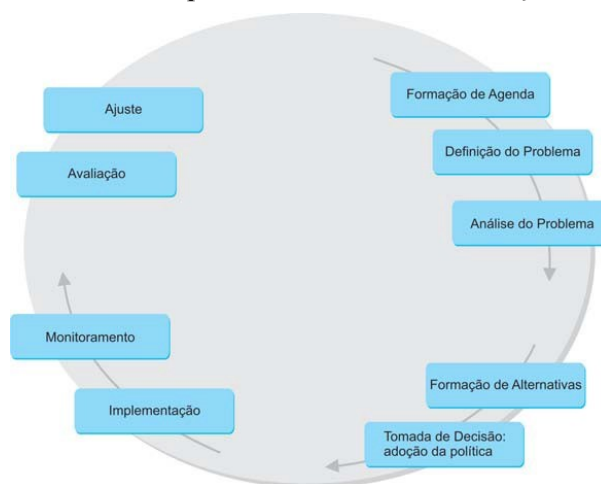 Formação de Agenda
Definição do Problema
Análise do Problema
Formação de Alternativas
Tomada de Decisão:
adoção da política
Implementação
Monitoramento
Avaliação
Ajuste